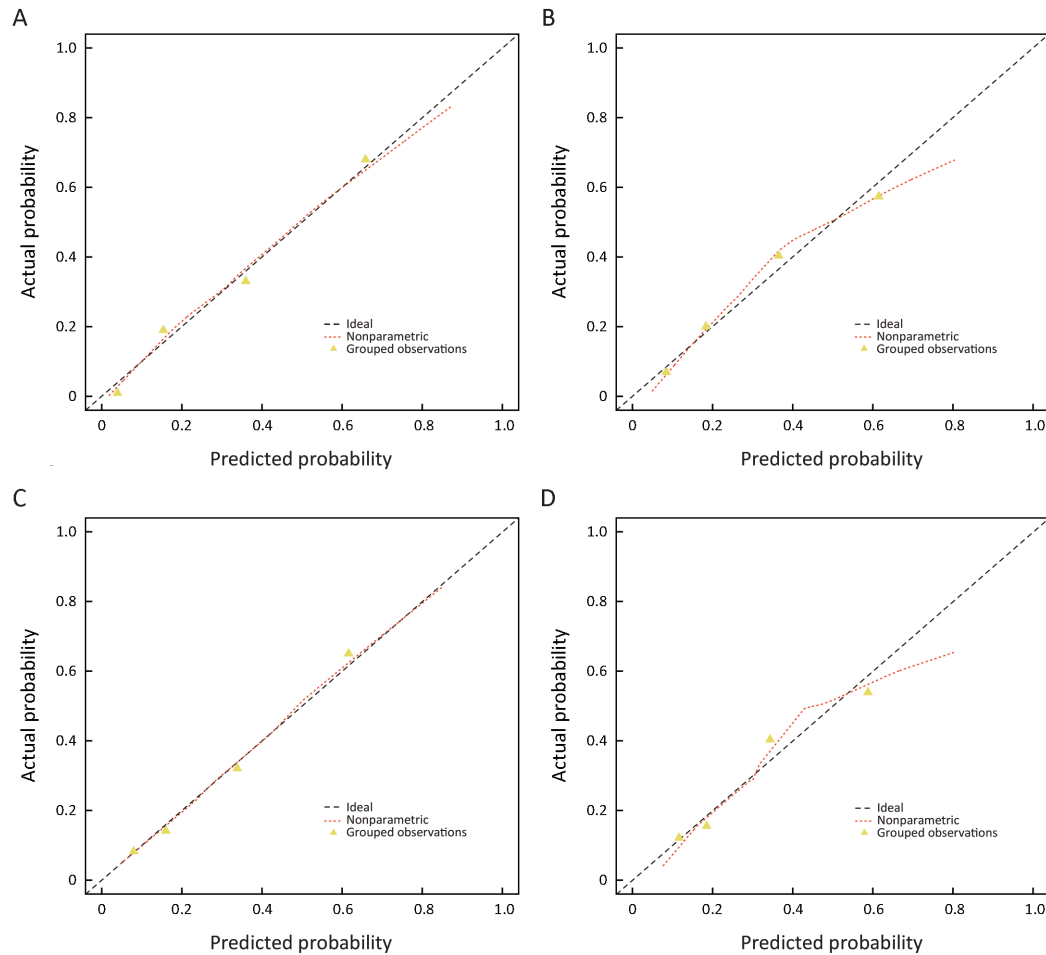 A
1.0
0.8
0.6
0.4
0.2
0
Actual probability
Ideal
Nonparametric
Grouped observations
0 0.2 0.4 0.6 0.8 1.0
Predicted probability
B
1.0
0.8
0.6
0.4
0.2
0
Actual probability
Ideal
Nonparametric
Grouped observations
0 0.2 0.4 0.6 0.8 1.0
Predicted probability
C
1.0
0.8
0.6
0.4
0.2
0
Actual probability
Ideal
Nonparametric
Grouped observations
0 0.2 0.4 0.6 0.8 1.0
Predicted probability
D
1.0
0.8
0.6
0.4
0.2
0
Actual probability
Ideal
Nonparametric
Grouped observations
0 0.2 0.4 0.6 0.8 1.0
Predicted probability